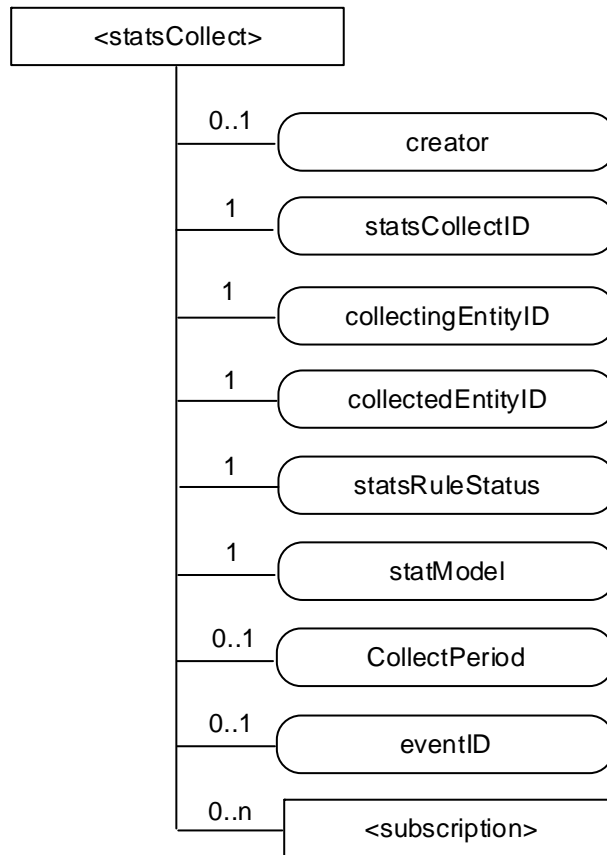 <statsCollect>
0..1
creator
1
statsCollectID
1
collectingEntityID
1
collectedEntityID
1
statsRuleStatus
1
statModel
0..1
CollectPeriod
0..1
eventID
0..n
<subscription>